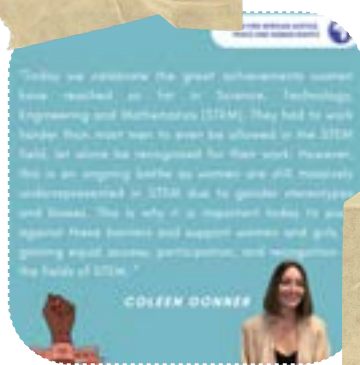 "Today we celebrate the great achievements women
have reached so far in Science, Technology,
Engineering and Mathematics (STEM). They had to work
harder than most men to even be allowed in the STEM
field, let alone be recognized for their work. However,
this is an ongoing battle as women are still massively
underrepresented in STEM due to gender stereotypes
and biases. This is why it is important today to
against these barriers and support women and girls
gaining equal access, participation, and recognition
the fields of STEM. "
COLEEN DONNER